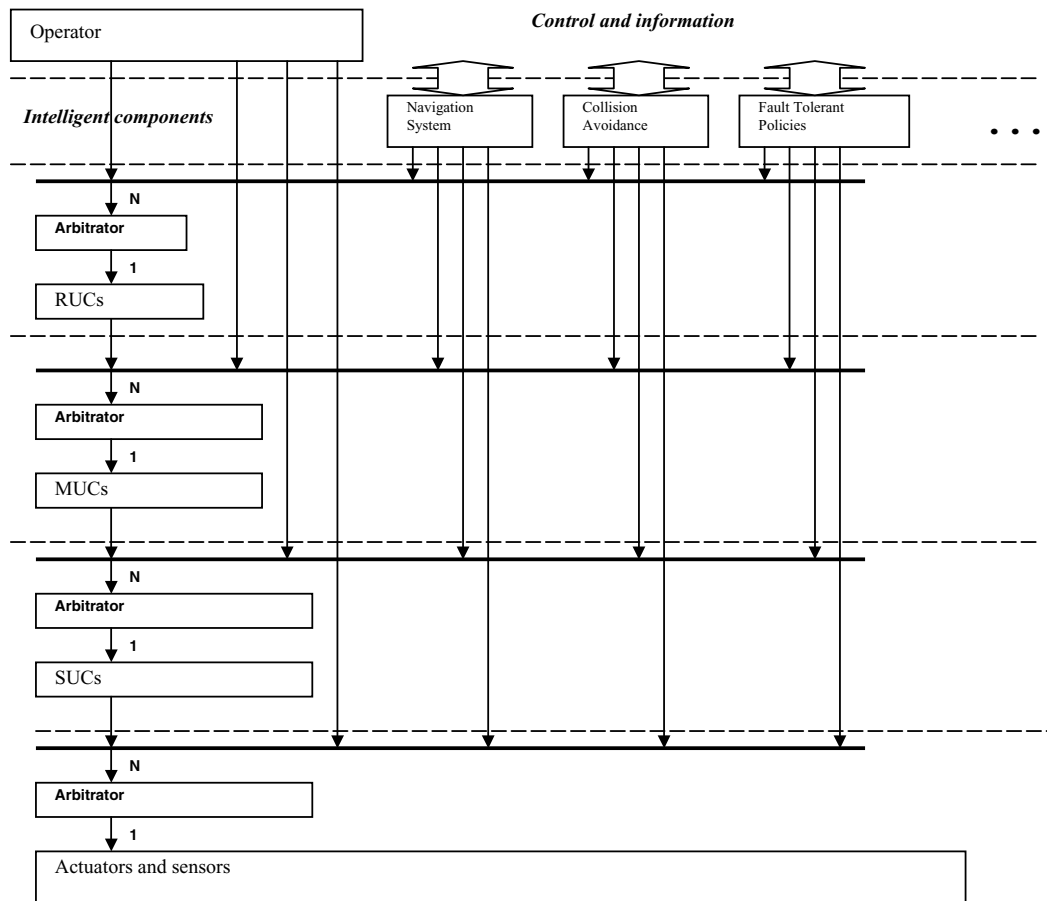 Control and information
Operator
Intelligent components
Navigation
System
Collision
Avoidance
Fault Tolerant
Policies
. . .
N
Arbitrator
1
RUCs
N
Arbitrator
1
MUCs
N
Arbitrator
1
SUCs
N
Arbitrator
1
Actuators and sensors